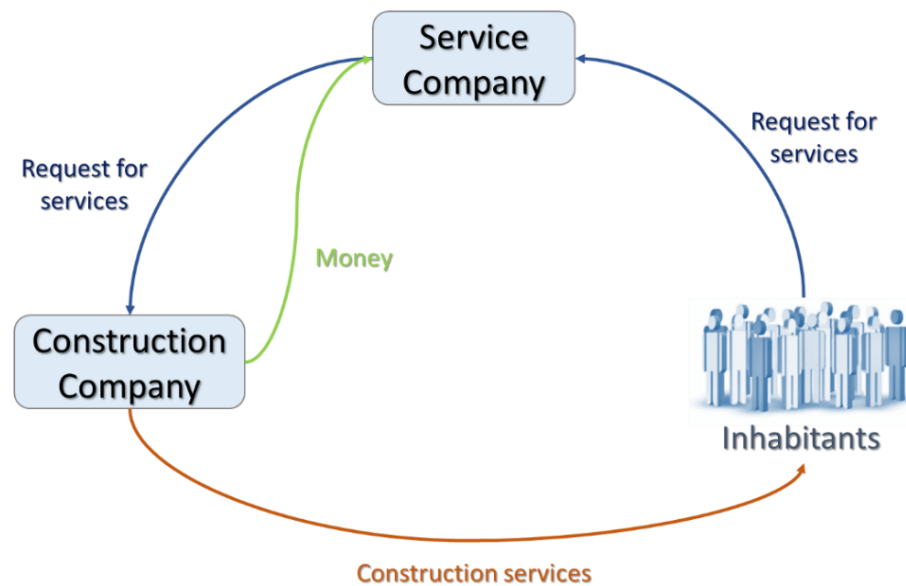 Service
Company
Request for
services
Request for
services
Money
Construction
Company
Inhabitants
Construction services